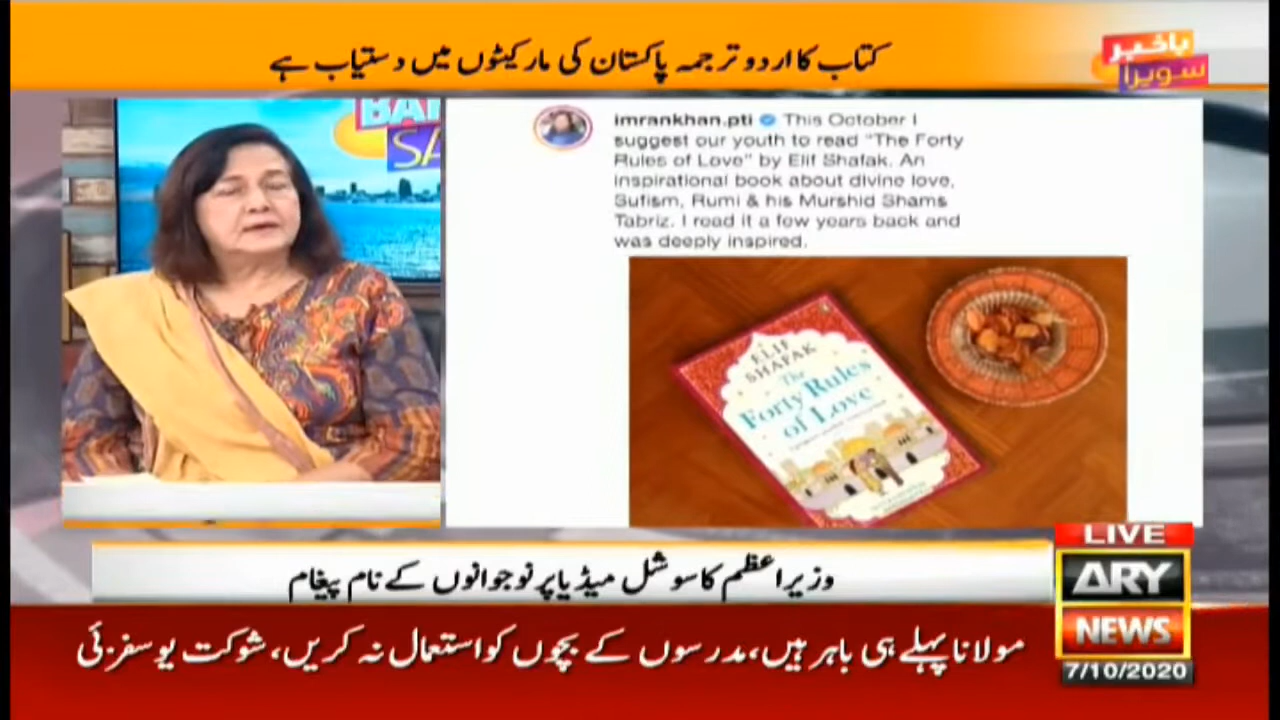 کتاب کا اردو ترجمہ پاکستان کی مارکیٹوں میں دستیاب ہے
باخبر
سویرا
BA
SA
imrankhan.pti This October I
suggest our youth to read "The Forty
Rules of Love" by Elif Shafak. An
inspirational book about divine love,
Sufism, Rumi & his Murshid Shams
Tabriz. I read it a few years back and
was deeply inspired.
ELIF
SHAFAK
The
Forty Rules
of Love
وزیراعظم کا سوشل میڈیا پر نوجوانوں کے نام پیغام
LIVE
ARY
NEWS
7/10/2020
مولانا پہلے ہی باہر ہیں، مدرسوں کے بچوں کو استعمال نہ کریں، شوکت یوسفزئی